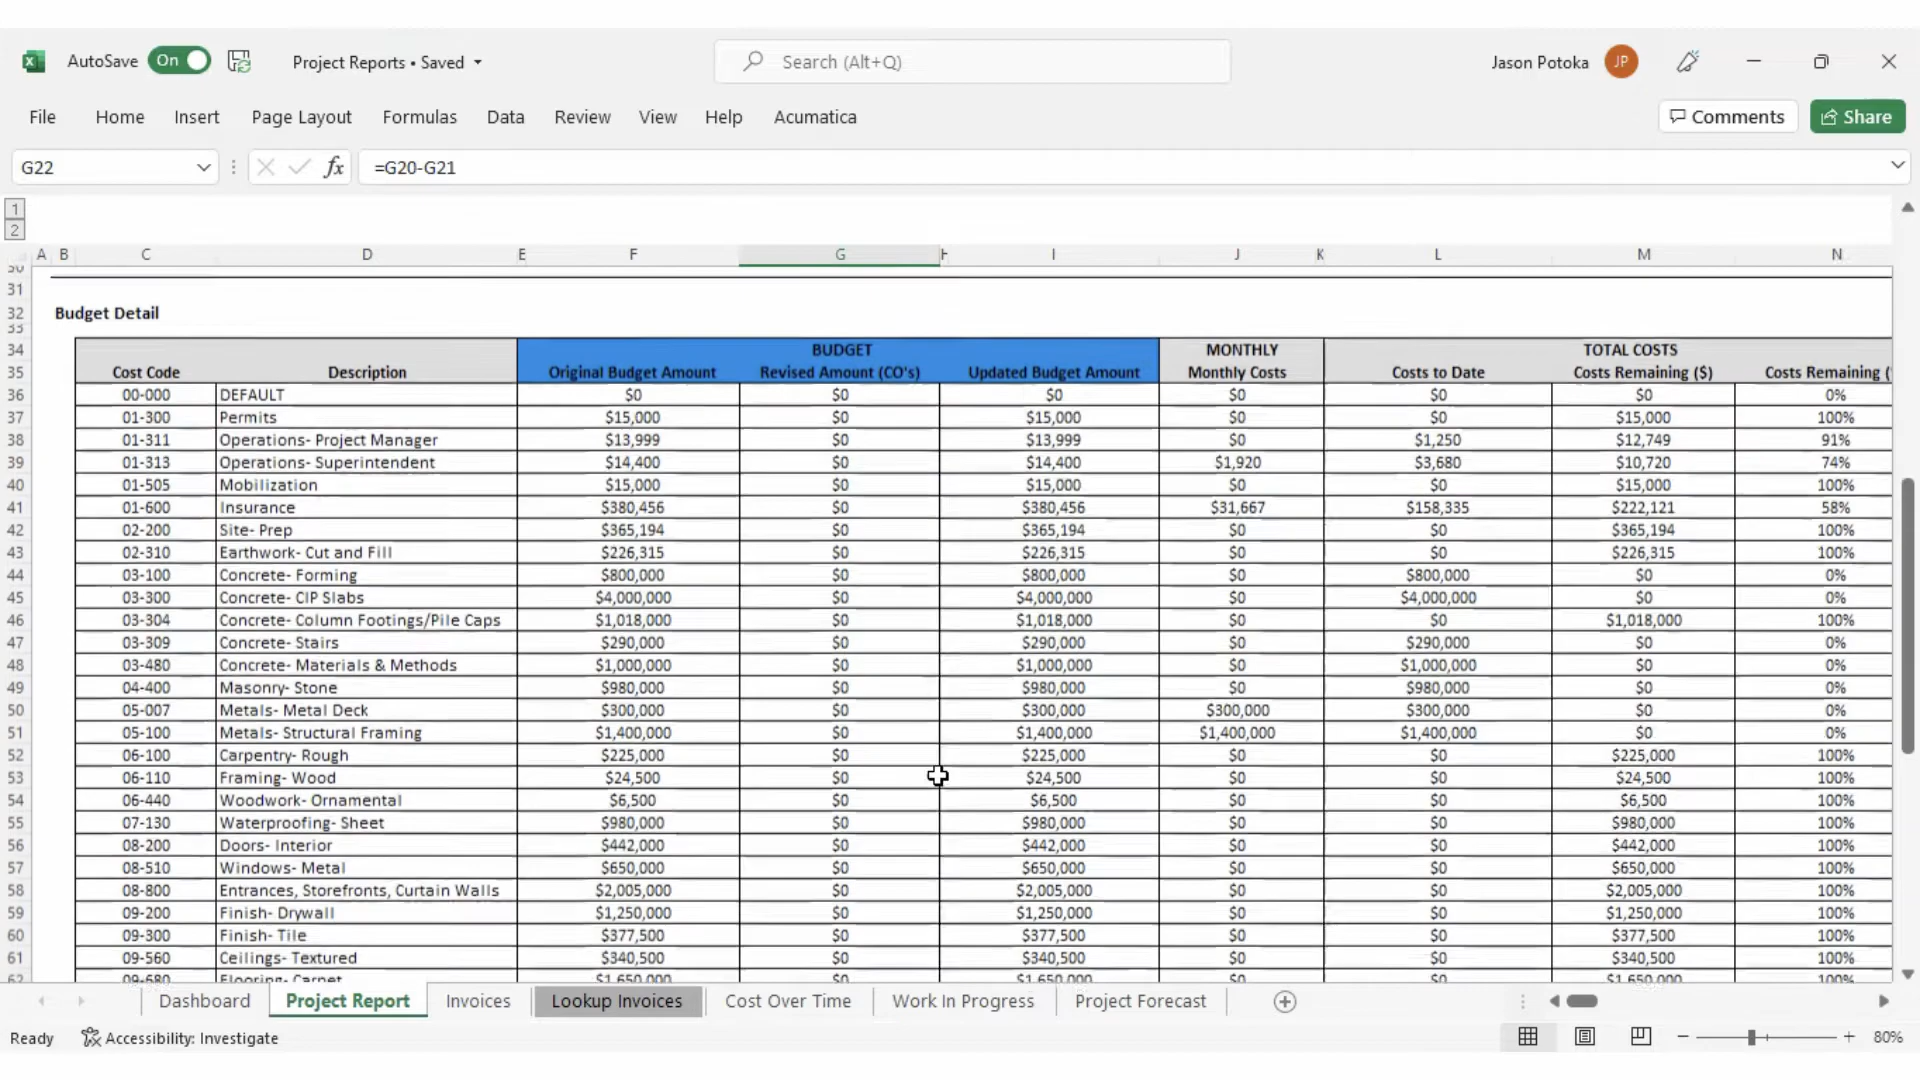 AutoSave On Project Reports • Saved Search (Alt+Q) Jason Potoka JP
File Home Insert Page Layout Formulas Data Review View Help Acumatica Comments Share
G22 fx =G20-G21
1
2
A B C D E F G I J K L M N
31
32 Budget Detail
33
34 BUDGET MONTHLY TOTAL COSTS
35 Cost Code Description Original Budget Amount Revised Amount (CO's) Updated Budget Amount Monthly Costs Costs to Date Costs Remaining ($) Costs Remaining (
36 00-000 DEFAULT $0 $0 $0 $0 $0 $0 0%
37 01-300 Permits $15,000 $0 $15,000 $0 $0 $15,000 100%
38 01-311 Operations- Project Manager $13,999 $0 $13,999 $0 $1,250 $12,749 91%
39 01-313 Operations- Superintendent $14,400 $0 $14,400 $1,920 $3,680 $10,720 74%
40 01-505 Mobilization $15,000 $0 $15,000 $0 $0 $15,000 100%
41 01-600 Insurance $380,456 $0 $380,456 $31,667 $158,335 $222,121 58%
42 02-200 Site- Prep $365,194 $0 $365,194 $0 $0 $365,194 100%
43 02-310 Earthwork- Cut and Fill $226,315 $0 $226,315 $0 $0 $226,315 100%
44 03-100 Concrete- Forming $800,000 $0 $800,000 $0 $800,000 $0 0%
45 03-300 Concrete- CIP Slabs $4,000,000 $0 $4,000,000 $0 $4,000,000 $0 0%
46 03-304 Concrete- Column Footings/Pile Caps $1,018,000 $0 $1,018,000 $0 $0 $1,018,000 100%
47 03-309 Concrete- Stairs $290,000 $0 $290,000 $0 $290,000 $0 0%
48 03-480 Concrete- Materials & Methods $1,000,000 $0 $1,000,000 $0 $1,000,000 $0 0%
49 04-400 Masonry- Stone $980,000 $0 $980,000 $0 $980,000 $0 0%
50 05-007 Metals- Metal Deck $300,000 $0 $300,000 $300,000 $300,000 $0 0%
51 05-100 Metals- Structural Framing $1,400,000 $0 $1,400,000 $1,400,000 $1,400,000 $0 0%
52 06-100 Carpentry- Rough $225,000 $0 $225,000 $0 $0 $225,000 100%
53 06-110 Framing- Wood $24,500 $0 $24,500 $0 $0 $24,500 100%
54 06-440 Woodwork- Ornamental $6,500 $0 $6,500 $0 $0 $6,500 100%
55 07-130 Waterproofing- Sheet $980,000 $0 $980,000 $0 $0 $980,000 100%
56 08-200 Doors- Interior $442,000 $0 $442,000 $0 $0 $442,000 100%
57 08-510 Windows- Metal $650,000 $0 $650,000 $0 $0 $650,000 100%
58 08-800 Entrances, Storefronts, Curtain Walls $2,005,000 $0 $2,005,000 $0 $0 $2,005,000 100%
59 09-200 Finish- Drywall $1,250,000 $0 $1,250,000 $0 $0 $1,250,000 100%
60 09-300 Finish- Tile $377,500 $0 $377,500 $0 $0 $377,500 100%
61 09-560 Ceilings- Textured $340,500 $0 $340,500 $0 $0 $340,500 100%
62 09-680 Flooring- Carpet $1,650,000 $0 $1,650,000 $0 $0 $1,650,000 100%
Dashboard Project Report Invoices Lookup Invoices Cost Over Time Work In Progress Project Forecast
Ready Accessibility: Investigate 80%